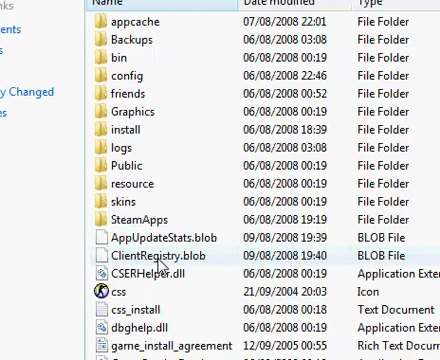 nks
Name Date modified Type
ents
appcache 07/08/2008 22:01 File Folder
Backups 06/08/2008 03:08 File Folder
s
bin 06/08/2008 00:19 File Folder
config 06/08/2008 22:46 File Folder
y Changed
friends 06/08/2008 00:52 File Folder
es
Graphics 06/08/2008 00:19 File Folder
install 06/08/2008 18:39 File Folder
logs 06/08/2008 03:08 File Folder
Public 06/08/2008 00:19 File Folder
resource 06/08/2008 00:19 File Folder
skins 06/08/2008 00:19 File Folder
SteamApps 06/08/2008 19:19 File Folder
AppUpdateStats.blob 09/08/2008 19:39 BLOB File
ClientRegistry.blob 09/08/2008 19:40 BLOB File
CSERHelper.dll 06/08/2008 00:19 Application Exter
css 21/09/2004 20:03 Icon
css_install 06/08/2008 00:18 Text Document
dbghelp.dll 06/08/2008 00:19 Application Exter
game_install_agreement 12/09/2005 00:55 Rich Text Docum